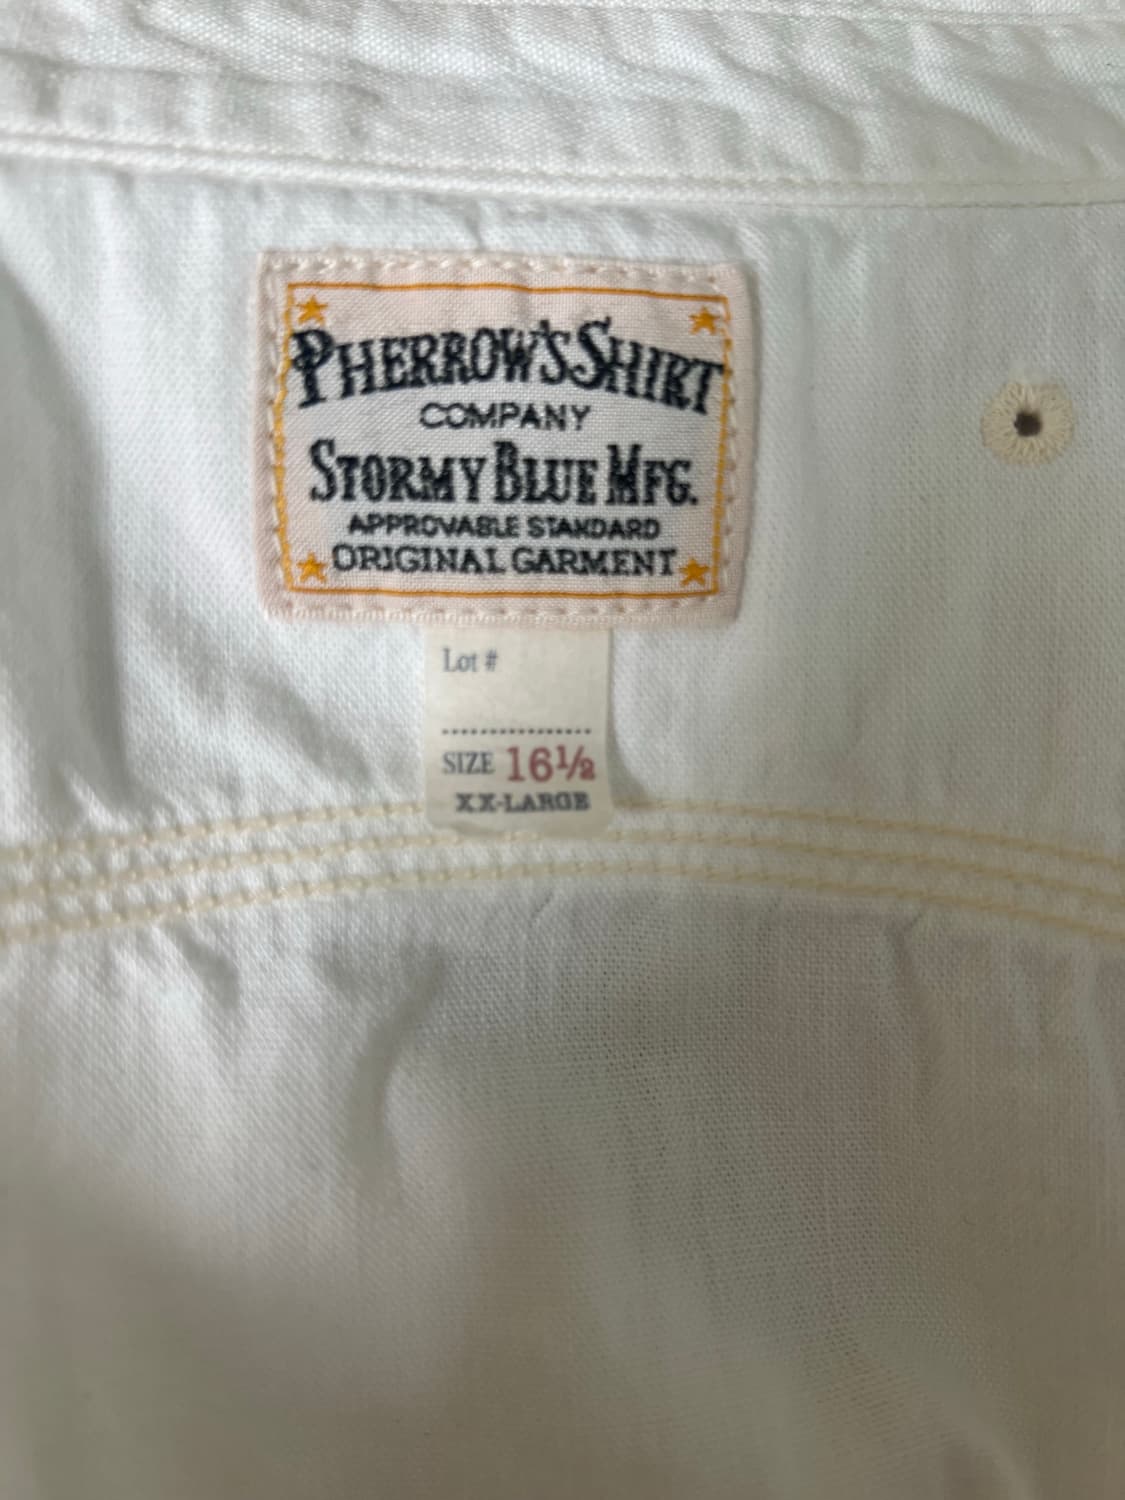 PHERROW'S SHIRT
COMPANY
STORMY BLUE MFG.
APPROVABLE STANDARD
ORIGINAL GARMENT
Lot #
SIZE 16½
XX-LARGE